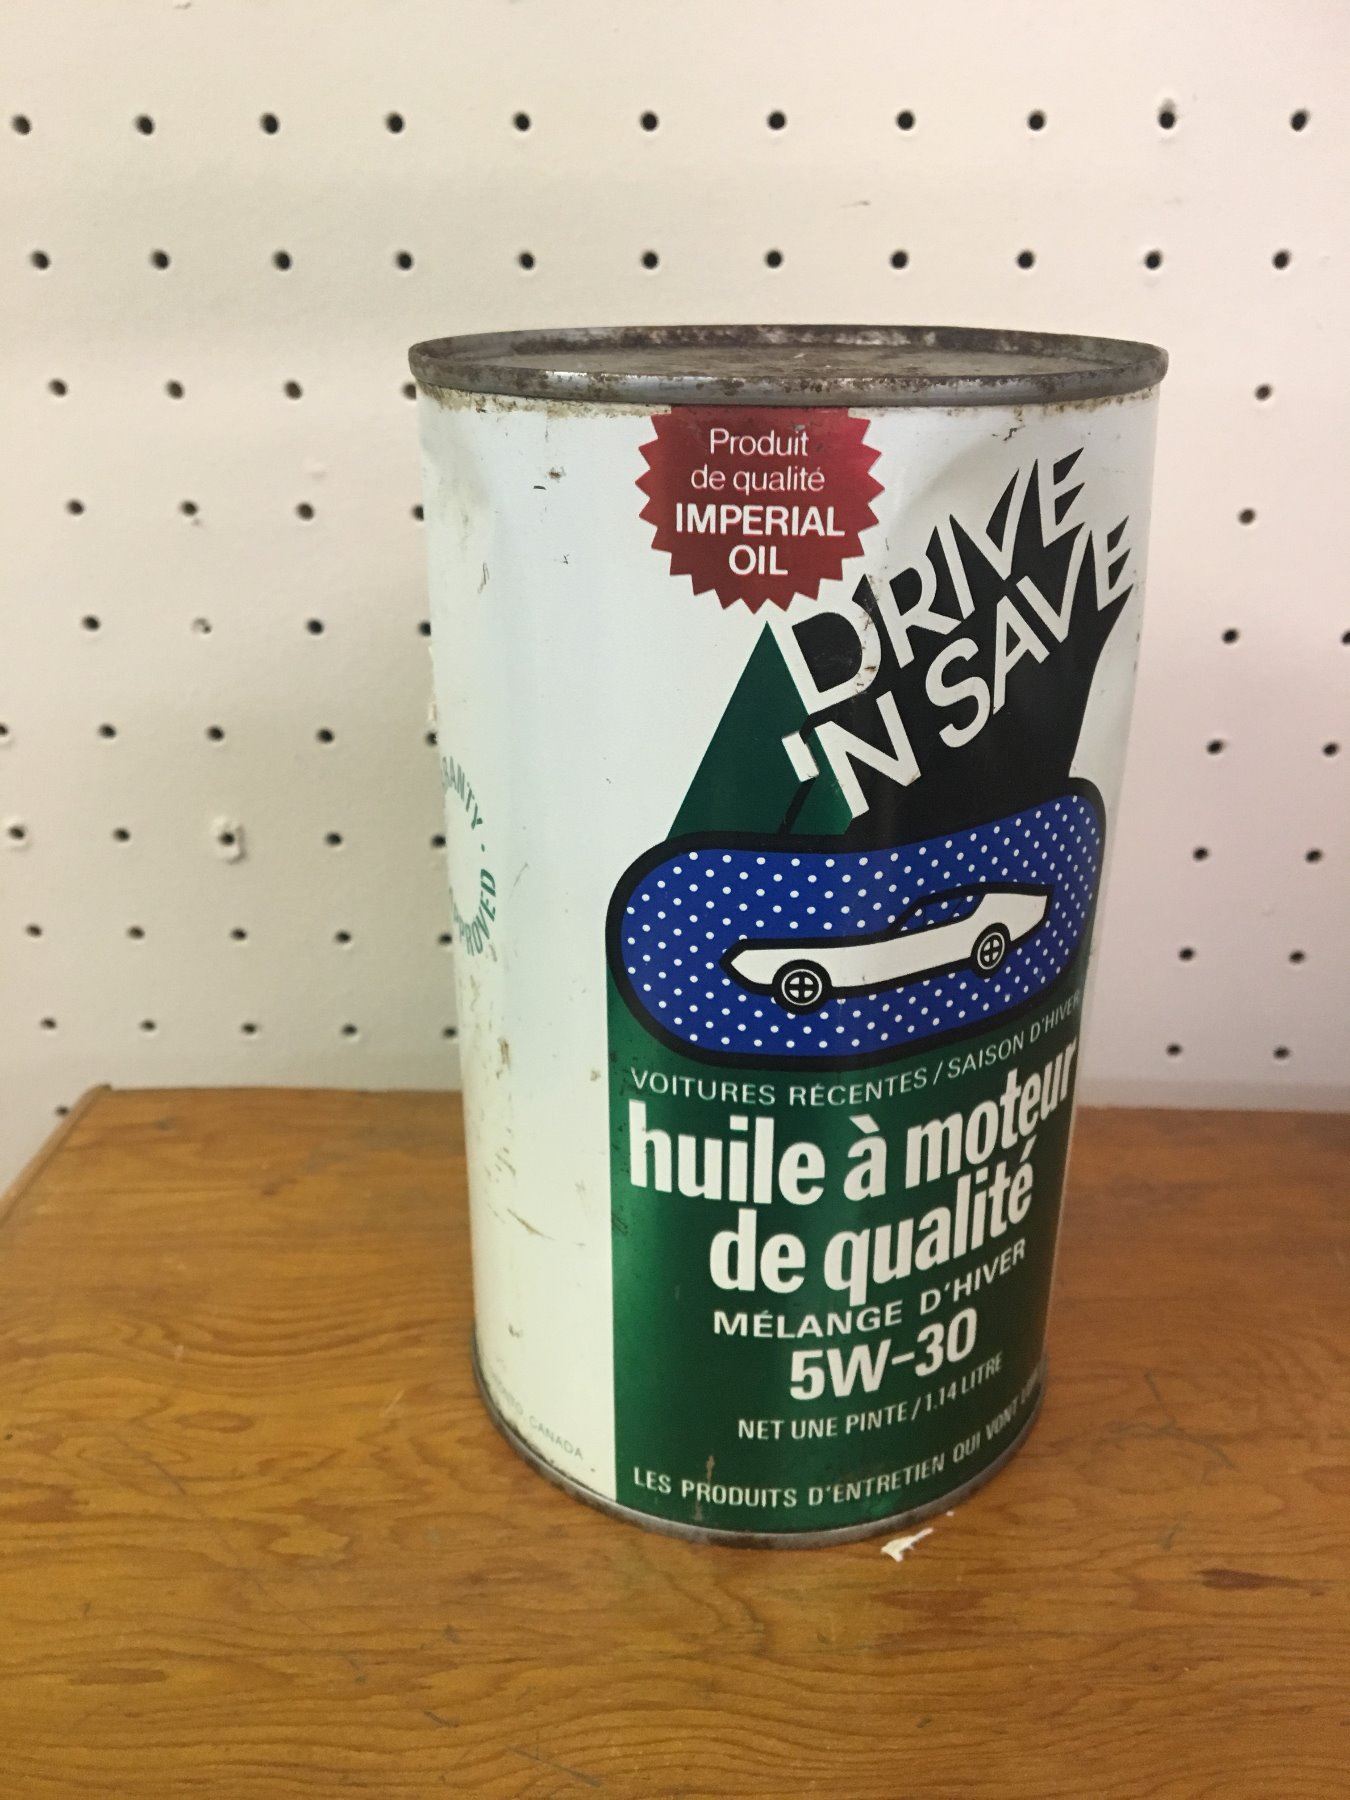 Produit
de qualité
IMPERIAL
OIL
DRIVE
'N SAVE
VOITURES RÉCENTES/SAISON D'HIVER
huile à moteur
de qualité
MÉLANGE D'HIVER
5W-30
NET UNE PINTE/1.14 LITRE
LES PRODUITS D'ENTRETIEN QUI VONT
CANADA